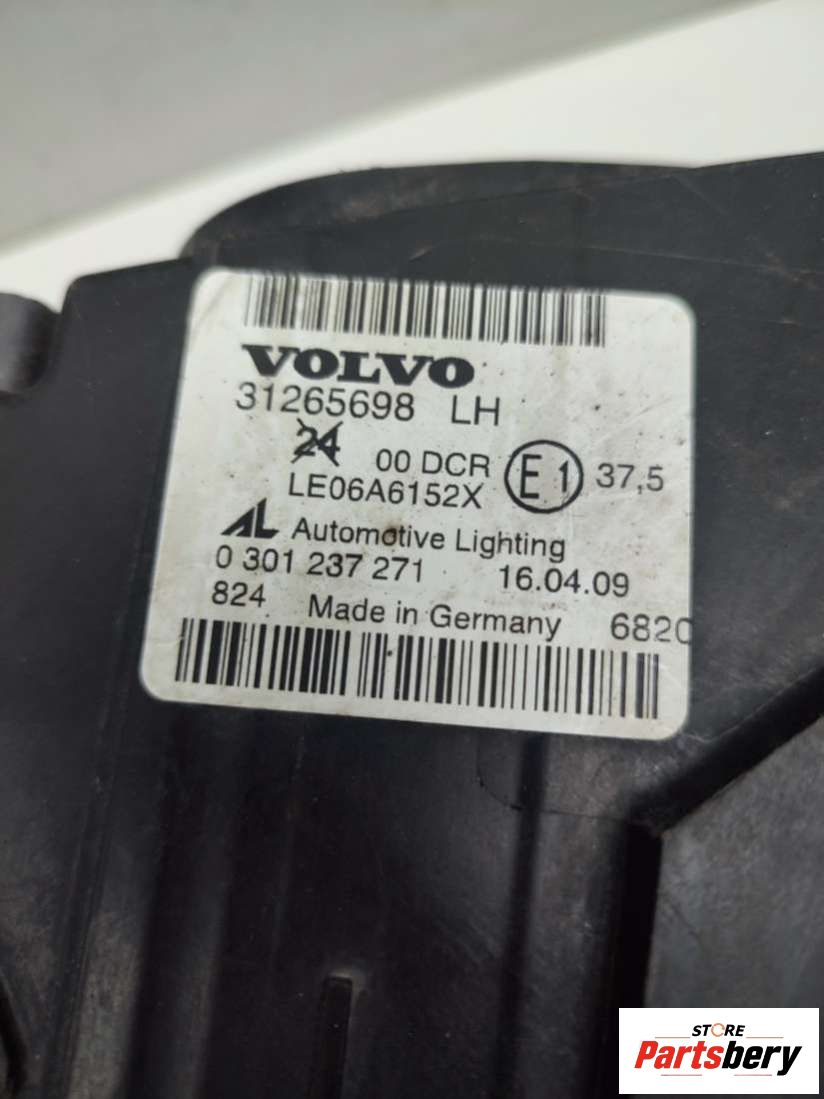 VOLVO
31265698 LH
24 00 DCR E1 37,5
LE06A6152X
AL Automotive Lighting
0 301 237 271 16.04.09
824 Made in Germany 6820
STORE
Partsbery